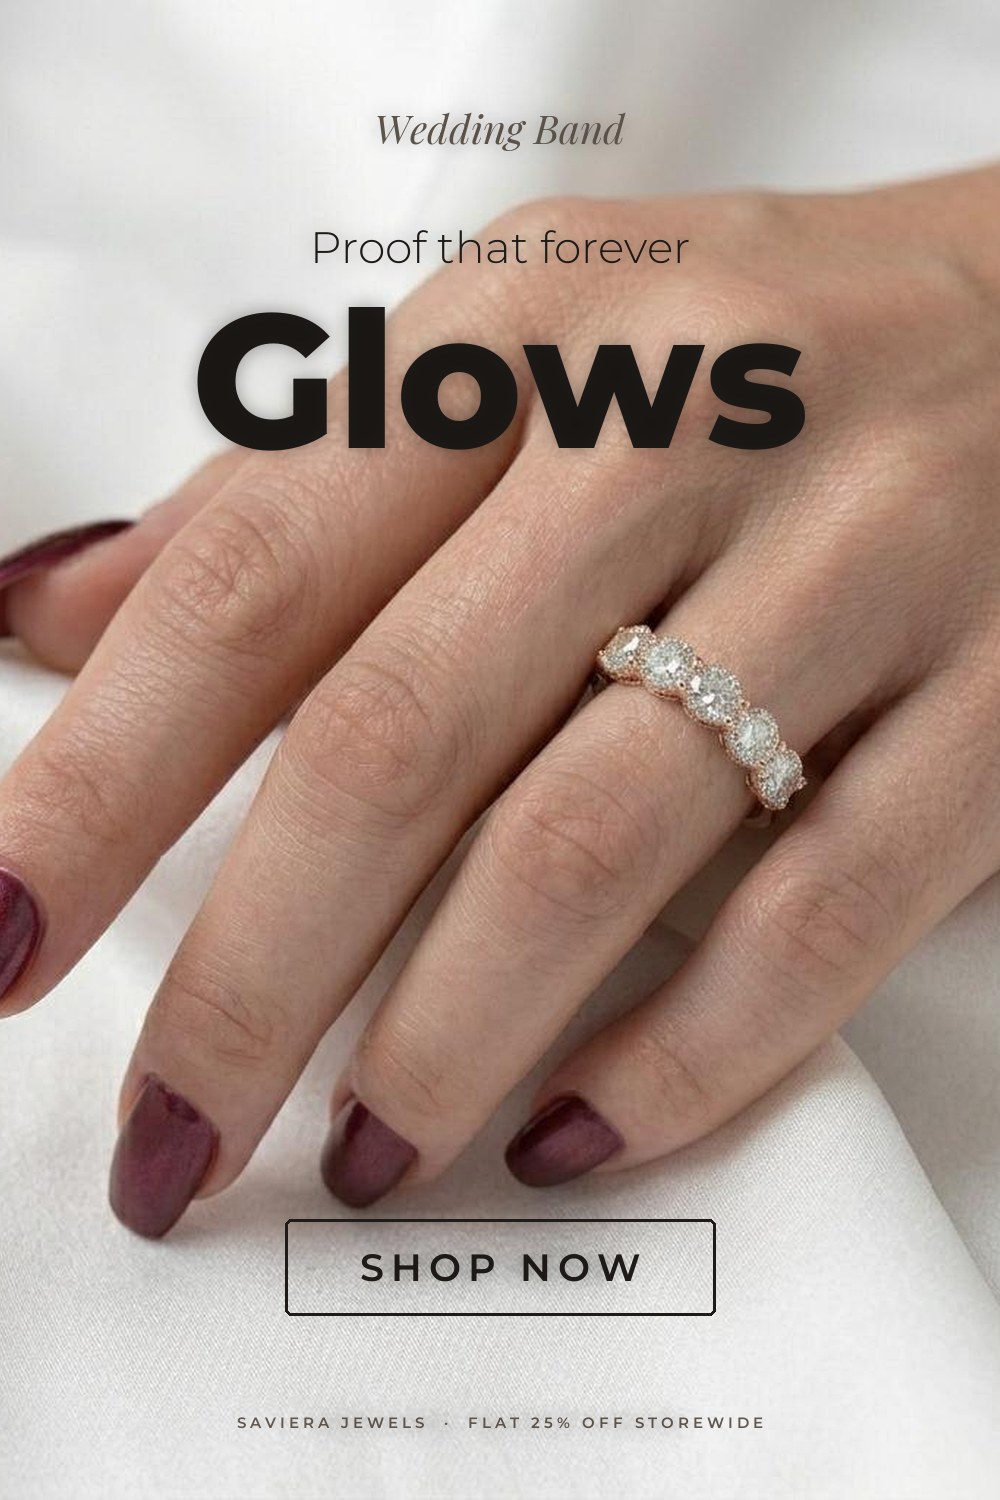 Wedding Band
Proof that forever
Glows
SHOP NOW
SAVIERA JEWELS · FLAT 25% OFF STOREWIDE